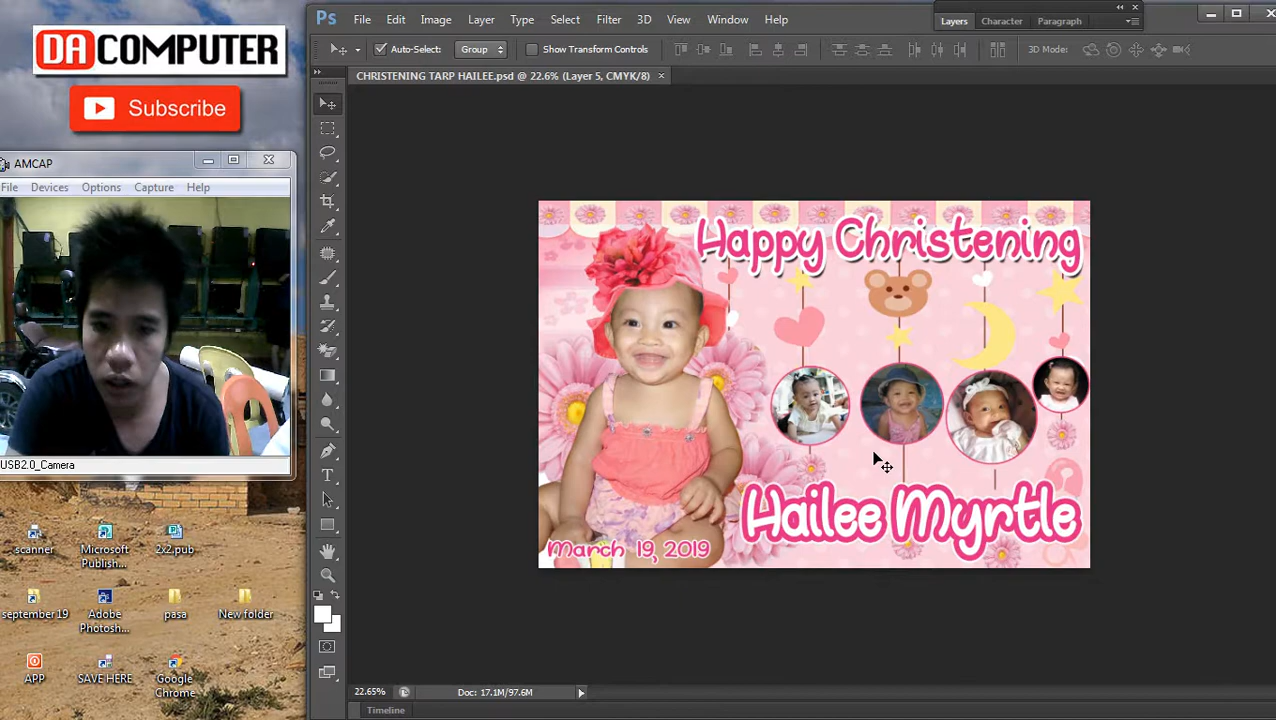 DA COMPUTER
Subscribe
AMCAP
File Devices Options Capture Help
USB2.0_Camera
scanner
Microsoft Publish...
2x2.pub
september 19
Adobe Photosh...
pasa
New folder
APP
SAVE HERE
Google Chrome
Ps File Edit Image Layer Type Select Filter 3D View Window Help
Layers Character Paragraph
Auto-Select: Group Show Transform Controls 3D Mode:
CHRISTENING TARP HAILEE.psd @ 22.6% (Layer 5, CMYK/8)
Happy Christening
Hailee Myrtle
March 19, 2019
22.65% Doc: 17.1M/97.6M
Timeline